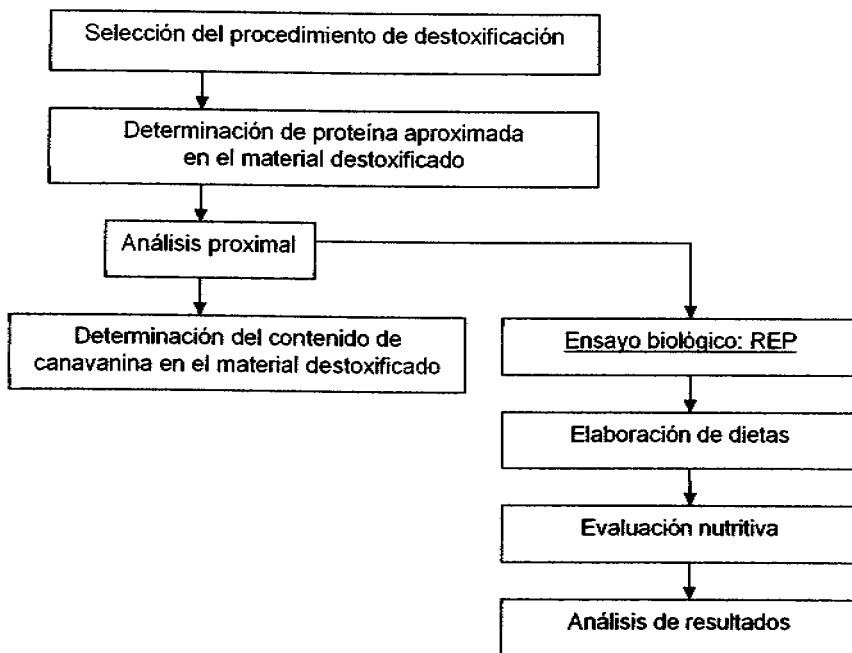 Selección del procedimiento de destoxificación
Determinación de proteína aproximada
en el material destoxificado
Análisis proximal
Determinación del contenido de
canavanina en el material destoxificado
Ensayo biológico: REP
Elaboración de dietas
Evaluación nutritiva
Análisis de resultados